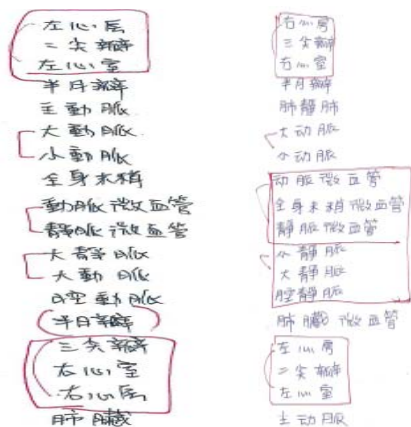 左心房
二尖瓣
左心室
半月瓣
主動脈
大動脈
小動脈
全身末梢
動脈微血管
靜脈微血管
大靜脈
大動脈
腔動脈
半月瓣
三尖瓣
右心室
右心房
肺臟
右心房
三尖瓣
右心室
半月瓣
肺靜肺
大动脈
小动脈
动脈微血管
全身末梢微血管
靜脈微血管
小靜脈
大靜脈
腔靜脈
肺臟微血管
左心房
二尖瓣
左心室
主动脈